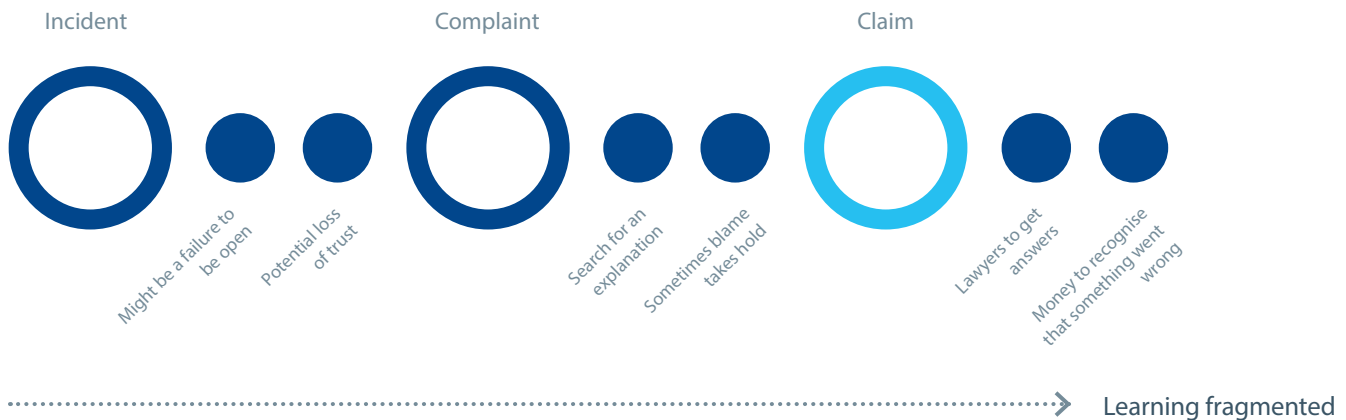 Incident
Complaint
Claim
Might be a failure to
be open
Potential loss
of trust
Search for an
explanation
Sometimes blame
takes hold
Lawyers to get
answers
Money to recognise
that something went
wrong
Learning fragmented